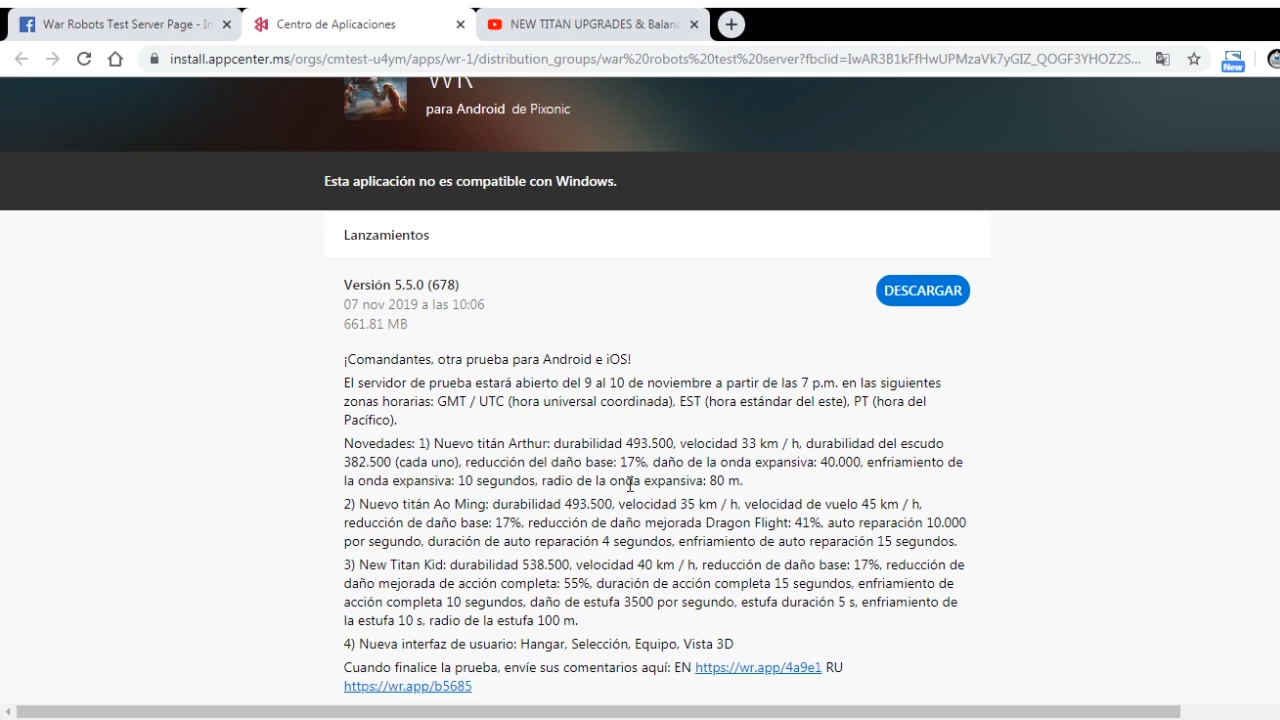 War Robots Test Server Page - In
Centro de Aplicaciones
NEW TITAN UPGRADES & Balanc
install.appcenter.ms/orgs/cmtest-u4ym/apps/wr-1/distribution_groups/war%20robots%20test%20server?fbclid=IwAR3B1kFfHwUPMzaVk7yGIZ_QOGF3YHOZ2S...
New
WR
para Android de Pixonic
Esta aplicación no es compatible con Windows.
Lanzamientos
Versión 5.5.0 (678)
DESCARGAR
07 nov 2019 a las 10:06
661.81 MB
¡Comandantes, otra prueba para Android e iOS!
El servidor de prueba estará abierto del 9 al 10 de noviembre a partir de las 7 p.m. en las siguientes
zonas horarias: GMT / UTC (hora universal coordinada), EST (hora estándar del este), PT (hora del
Pacífico).
Novedades: 1) Nuevo titán Arthur: durabilidad 493.500, velocidad 33 km / h, durabilidad del escudo
382.500 (cada uno), reducción del daño base: 17%, daño de la onda expansiva: 40.000, enfriamiento de
la onda expansiva: 10 segundos, radio de la onda expansiva: 80 m.
2) Nuevo titán Ao Ming: durabilidad 493.500, velocidad 35 km / h, velocidad de vuelo 45 km / h,
reducción de daño base: 17%, reducción de daño mejorada Dragon Flight: 41%, auto reparación 10.000
por segundo, duración de auto reparación 4 segundos, enfriamiento de auto reparación 15 segundos.
3) New Titan Kid: durabilidad 538.500, velocidad 40 km / h, reducción de daño base: 17%, reducción de
daño mejorada de acción completa: 55%, duración de acción completa 15 segundos, enfriamiento de
acción completa 10 segundos, daño de estufa 3500 por segundo, estufa duración 5 s, enfriamiento de
la estufa 10 s, radio de la estufa 100 m.
4) Nueva interfaz de usuario: Hangar, Selección, Equipo, Vista 3D
Cuando finalice la prueba, envíe sus comentarios aquí: EN https://wr.app/4a9e1 RU
https://wr.app/b5685